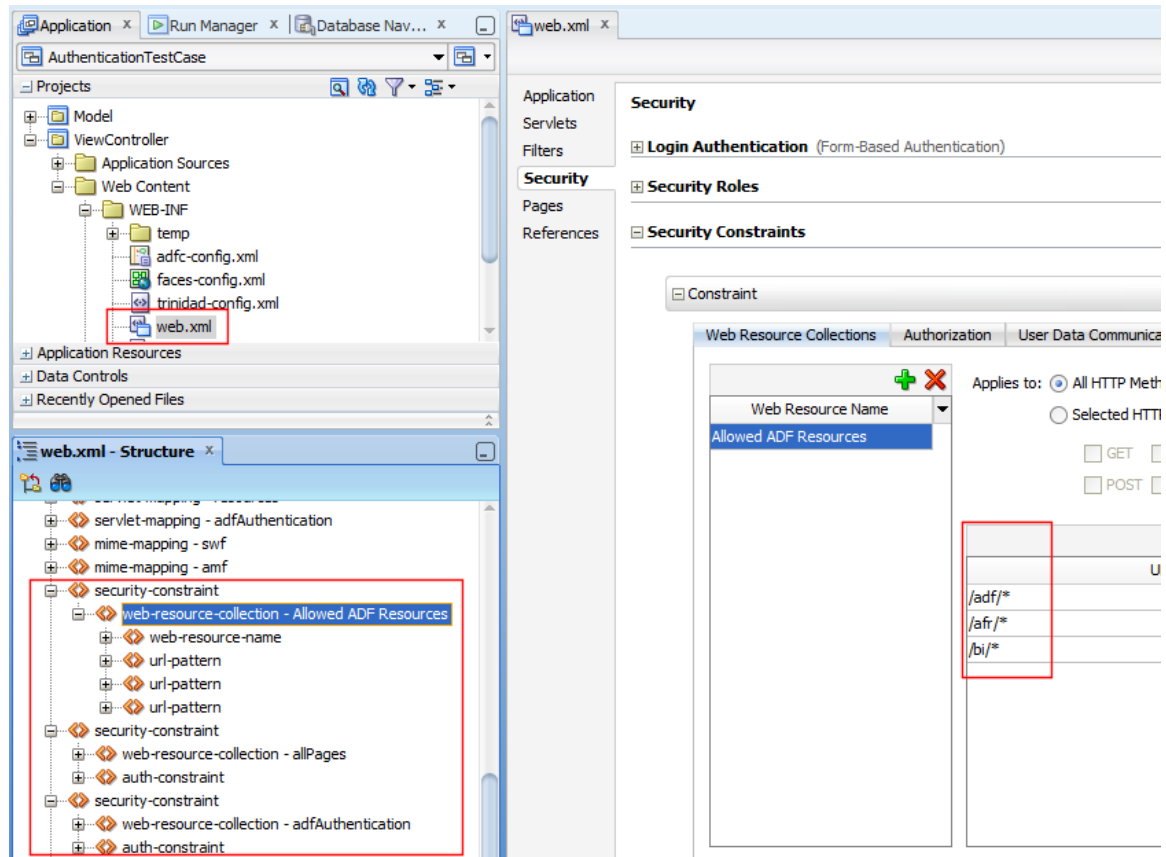 Application x Run Manager x Database Nav... x
AuthenticationTestCase
Projects
Model
ViewController
Application Sources
Web Content
WEB-INF
temp
adfc-config.xml
faces-config.xml
trinidad-config.xml
web.xml
Application Resources
Data Controls
Recently Opened Files
web.xml - Structure x
servlet-mapping - resources
servlet-mapping - adfAuthentication
mime-mapping - swf
mime-mapping - amf
security-constraint
web-resource-collection - Allowed ADF Resources
web-resource-name
url-pattern
url-pattern
url-pattern
security-constraint
web-resource-collection - allPages
auth-constraint
security-constraint
web-resource-collection - adfAuthentication
auth-constraint
web.xml x
Application
Servlets
Filters
Security
Pages
References
Security
Login Authentication (Form-Based Authentication)
Security Roles
Security Constraints
Constraint
Web Resource Collections Authorization User Data Communica
Web Resource Name
Allowed ADF Resources
Applies to: All HTTP Meth
Selected HTTP
GET
POST
U
/adf/*
/afr/*
/bi/*